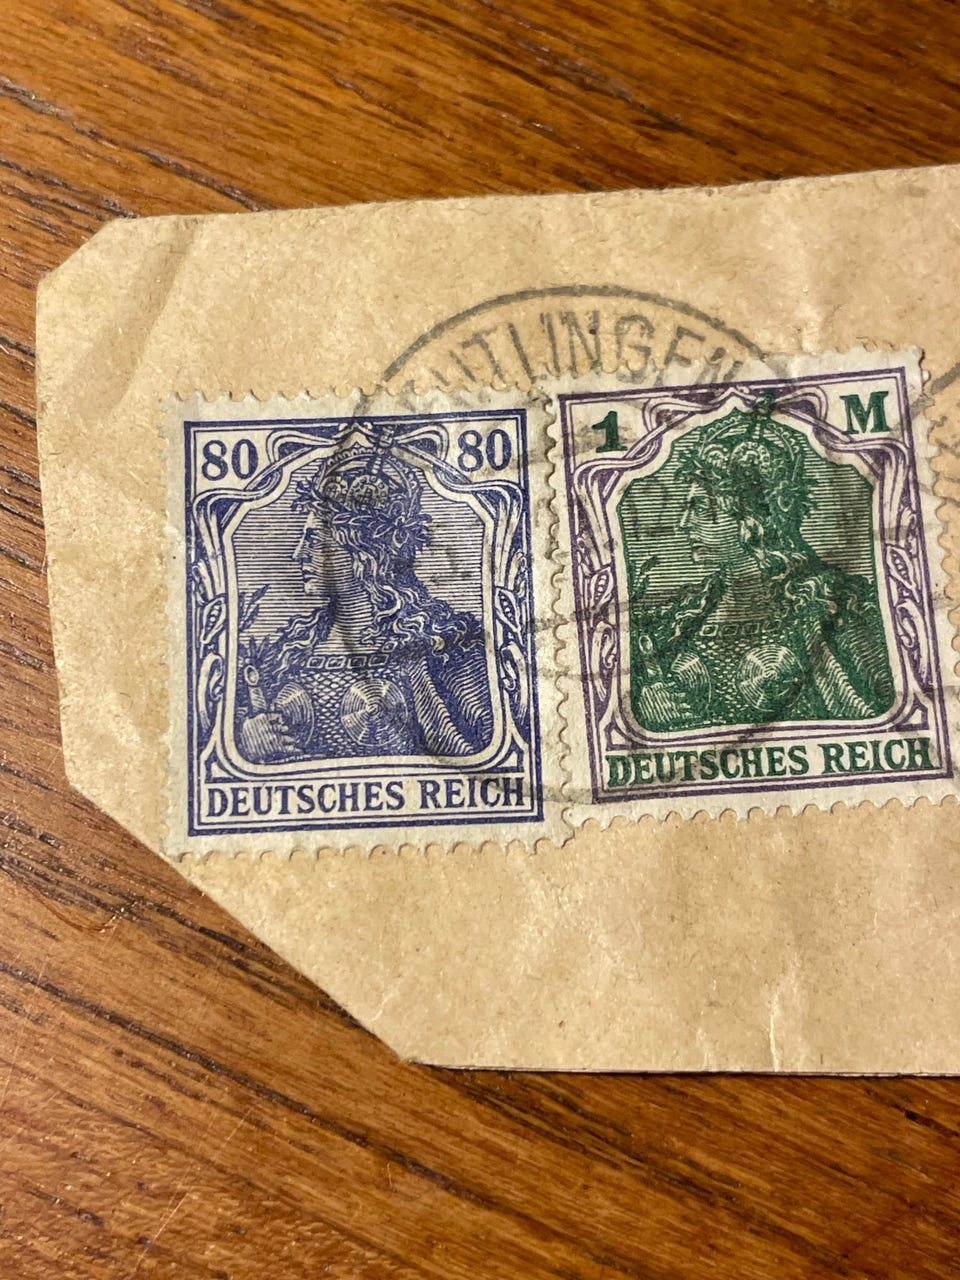 80 80
DEUTSCHES REICH
1 M
DEUTSCHES REICH